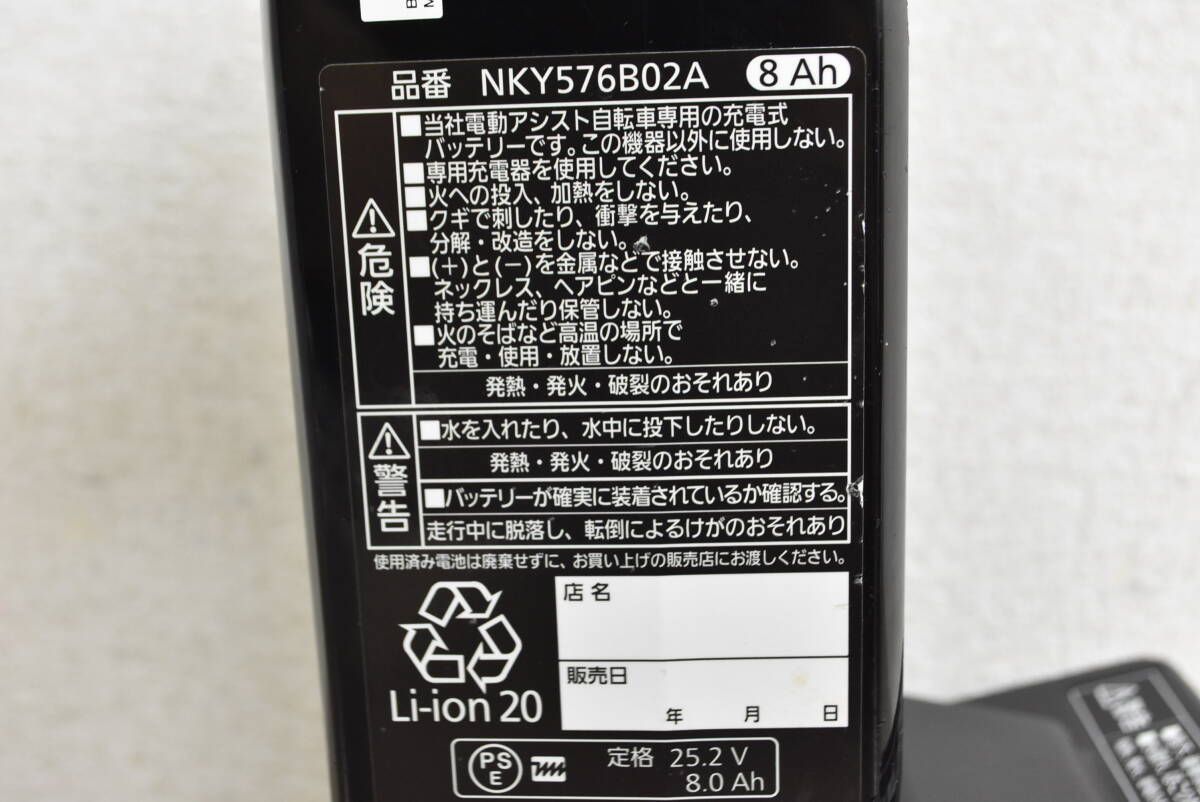 品番 NKY576B02A 8 Ah
■当社電動アシスト自転車専用の充電式
バッテリーです。この機器以外に使用しない。
■専用充電器を使用してください。
■火への投入、加熱をしない。
■クギで刺したり、衝撃を与えたり、
分解・改造をしない。
■(+)と(−)を金属などで接触させない。
ネックレス、ヘアピンなどと一緒に
持ち運んだり保管しない。
■火のそばなど高温の場所で
充電・使用・放置しない。
危険
発熱・発火・破裂のおそれあり
警告
■水を入れたり、水中に投下したりしない。
発熱・発火・破裂のおそれあり
■バッテリーが確実に装着されているか確認する。
走行中に脱落し、転倒によるけがのおそれあり
使用済み電池は廃棄せずに、お買い上げの販売店にお渡しください。
店名
販売日
年 月 日
Li-ion 20
PS
E
定格 25.2 V
8.0 Ah